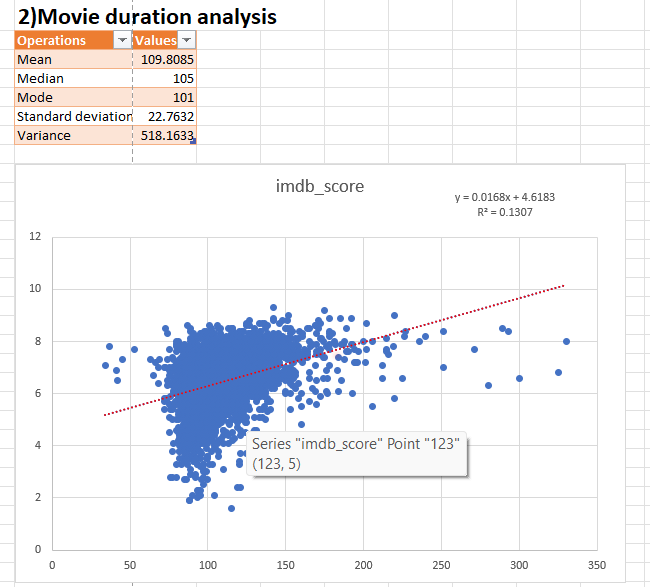 2)Movie duration analysis
Operations Values
Mean 109.8085
Median 105
Mode 101
Standard deviation 22.7632
Variance 518.1633
imdb_score
y = 0.0168x + 4.6183
R² = 0.1307
12
10
8
6
4
2
0
Series "imdb_score" Point "123"
(123, 5)
0 50 100 150 200 250 300 350